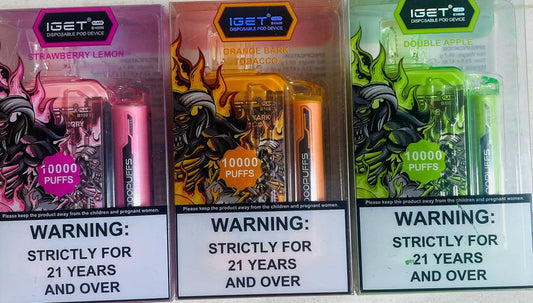 IGET
DISPOSABLE POD DEVICE
STRAWBERRY LEMON
10000
PUFFS
Please keep the product away from the children and pregnant women.
WARNING:
STRICTLY FOR
21 YEARS
AND OVER
IGET
DISPOSABLE POD DEVICE
ORANGE BARK
TOBACCO
10000
PUFFS
Please keep the product away from the children and pregnant women.
WARNING:
STRICTLY FOR
21 YEARS
AND OVER
IGET
DISPOSABLE POD DEVICE
DOUBLE APPLE
10000
PUFFS
Please keep the product away from the children and pregnant women.
WARNING:
STRICTLY FOR
21 YEARS
AND OVER